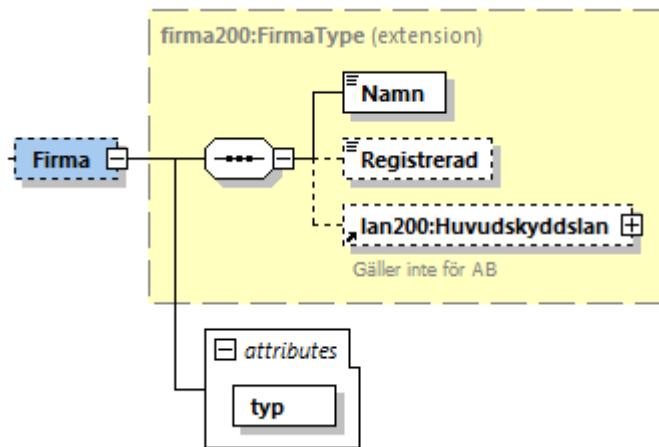 firma200:FirmaType (extension)
Namn
Firma
Registrerad
lan200:Huvudskyddslan
Gäller inte för AB
attributes
typ